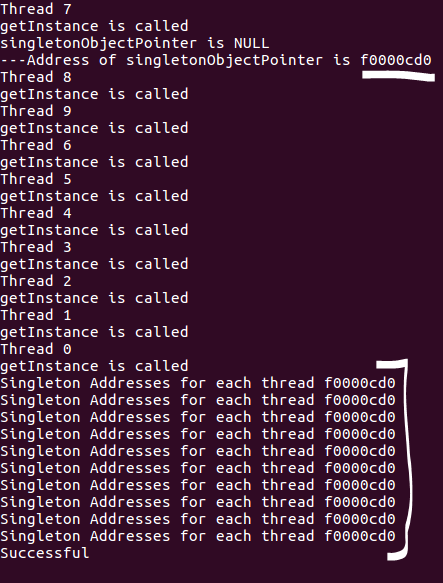 Thread 7
getInstance is called
singletonObjectPointer is NULL
---Address of singletonObjectPointer is f0000cd0
Thread 8
getInstance is called
Thread 9
getInstance is called
Thread 6
getInstance is called
Thread 5
getInstance is called
Thread 4
getInstance is called
Thread 3
getInstance is called
Thread 2
getInstance is called
Thread 1
getInstance is called
Thread 0
getInstance is called
Singleton Addresses for each thread f0000cd0
Singleton Addresses for each thread f0000cd0
Singleton Addresses for each thread f0000cd0
Singleton Addresses for each thread f0000cd0
Singleton Addresses for each thread f0000cd0
Singleton Addresses for each thread f0000cd0
Singleton Addresses for each thread f0000cd0
Singleton Addresses for each thread f0000cd0
Singleton Addresses for each thread f0000cd0
Singleton Addresses for each thread f0000cd0
Successful